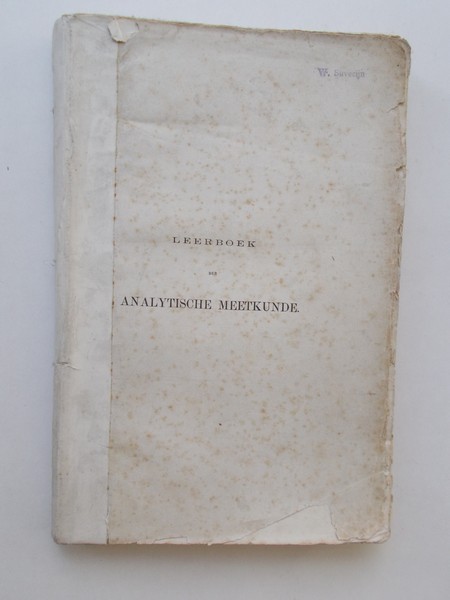 LEERBOEK
DER
ANALYTISCHE MEETKUNDE.